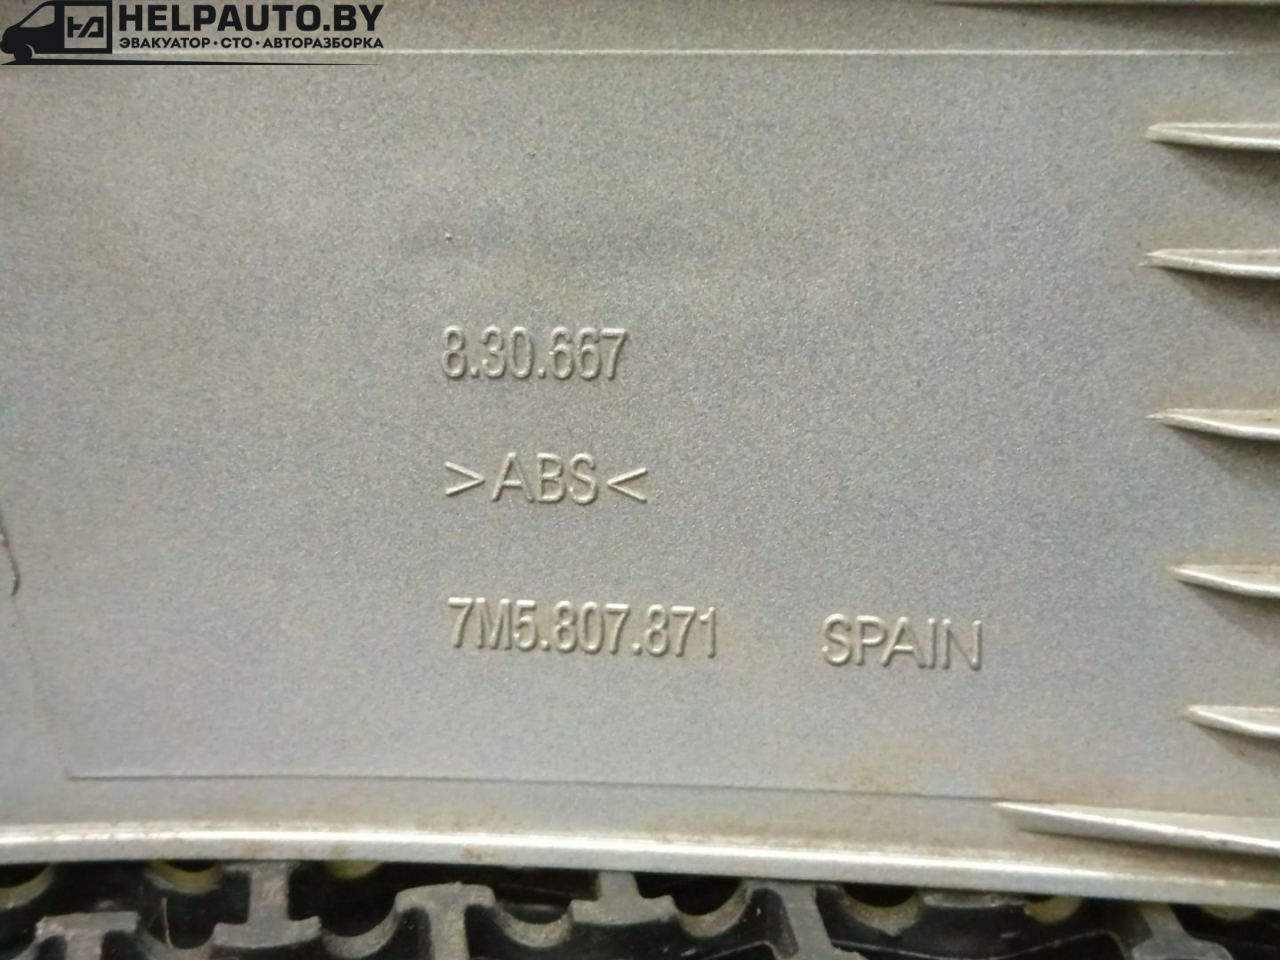 HELPAUTO.BY
ЭВАКУАТОР · СТО · АВТОРАЗБОРКА
8.30.667
>ABS<
7M5.807.871 SPAIN